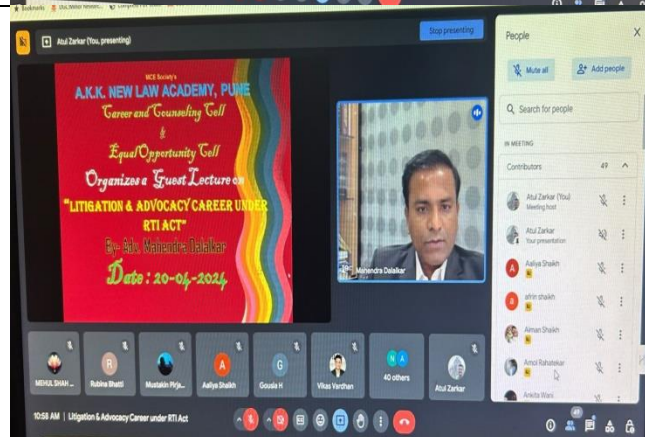 Bookmarks
Atul Zarkar (You, presenting)
Stop presenting
MCE Society's
A.K.K. NEW LAW ACADEMY, PUNE
Career and Counseling Cell
&
Equal Opportunity Cell
Organizes a Guest Lecture on
"LITIGATION & ADVOCACY CAREER UNDER
RTI ACT"
By- Adv. Mahendra Dalalkar
Date : 20-04-2024
Mahendra Dalalkar
MEHUL SHAH ...
R
Rubina Bhatti
Mustakin Pirja...
A
Aaliya Shaikh
G
Gousia H
Vikas Vardhan
N A
40 others
Atul Zarkar
10:58 AM | Litigation & Advocacy Career under RTI Act
People
X
Mute all
Add people
Search for people
IN MEETING
Contributors 49
Atul Zarkar (You)
Meeting host
Atul Zarkar
Your presentation
A
Aaliya Shaikh
a
afrin shaikh
Aiman Shaikh
Amol Rahatekar
Ankita Wani
49